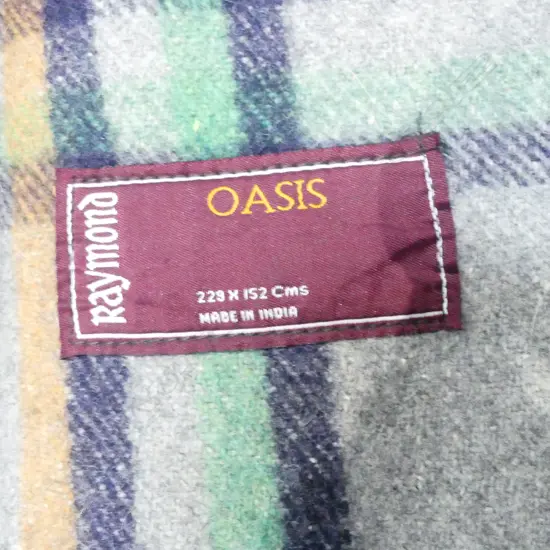 Raymond
OASIS
229 X 152 Cms
MADE IN INDIA